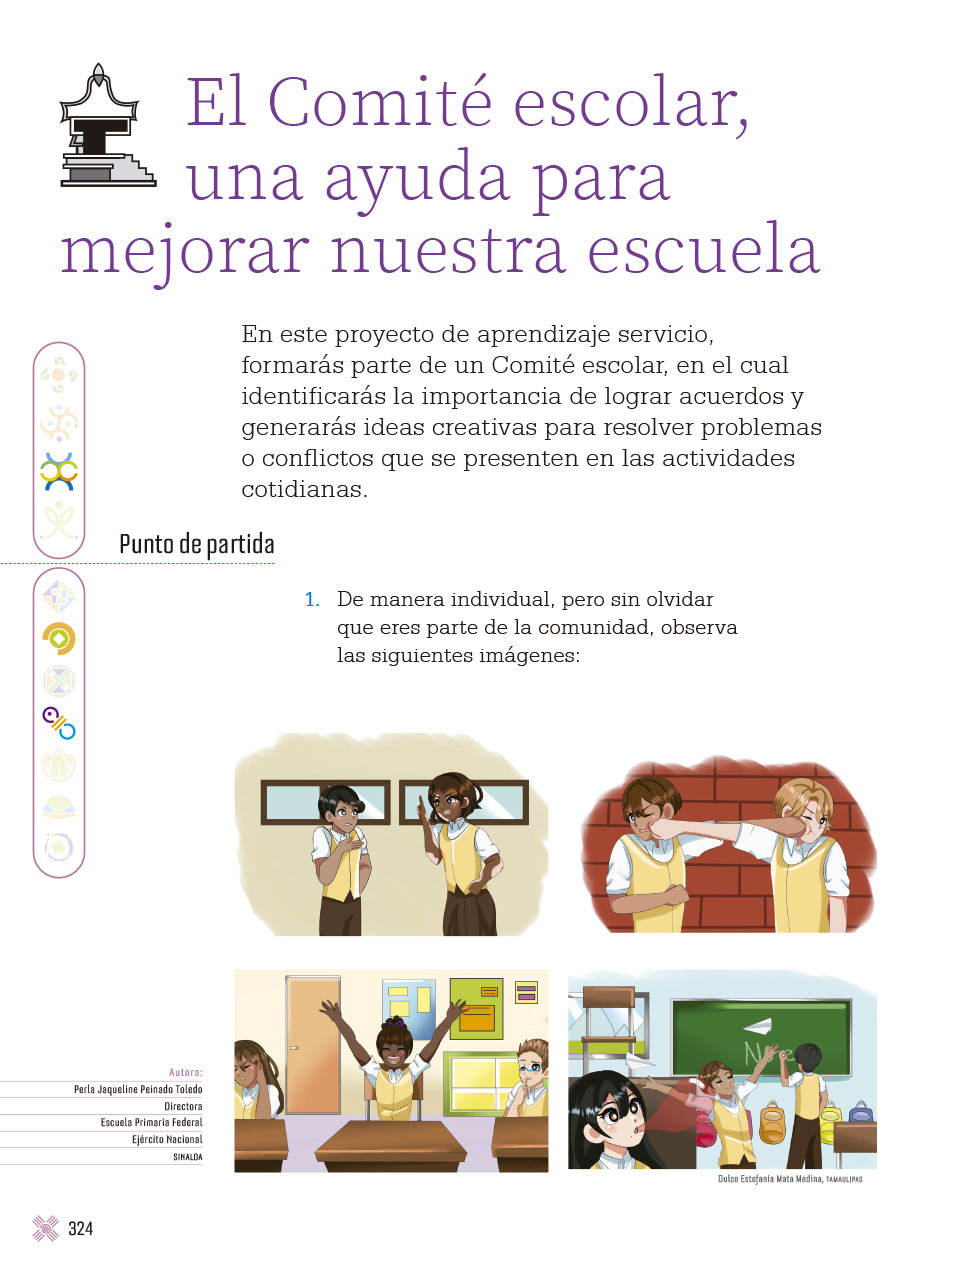 El Comité escolar,
una ayuda para
mejorar nuestra escuela
En este proyecto de aprendizaje servicio,
formarás parte de un Comité escolar, en el cual
identificarás la importancia de lograr acuerdos y
generarás ideas creativas para resolver problemas
o conflictos que se presenten en las actividades
cotidianas.
Punto de partida
1. De manera individual, pero sin olvidar
que eres parte de la comunidad, observa
las siguientes imágenes:
Autora:
Perla Jaqueline Peinado Toledo
Directora
Escuela Primaria Federal
Ejército Nacional
SINALOA
Dulce Estefanía Mata Medina, TAMAULIPAS
324